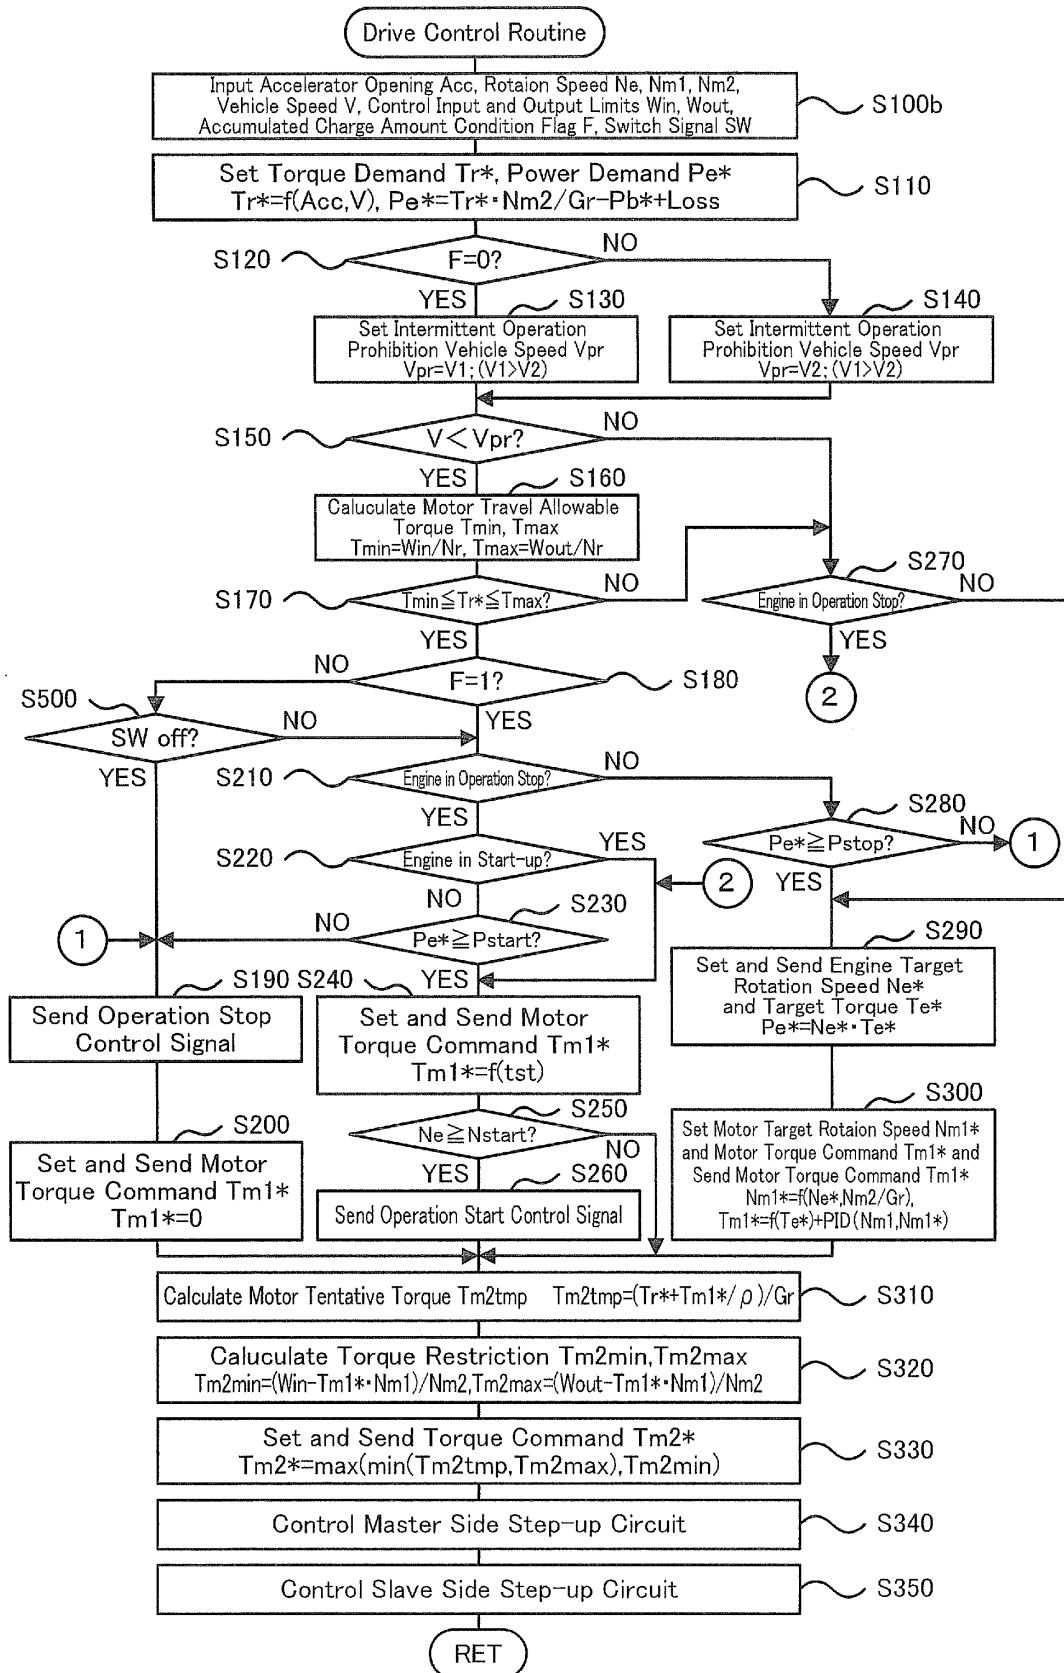 Drive Control Routine
Input Accelerator Opening Acc, Rotaion Speed Ne, Nm1, Nm2,
Vehicle Speed V, Control Input and Output Limits Win, Wout,
Accumulated Charge Amount Condition Flag F, Switch Signal SW
S100b
Set Torque Demand Tr*, Power Demand Pe*
Tr*=f(Acc,V), Pe*=Tr*·Nm2/Gr-Pb*+Loss
S110
S120
F=0?
NO
YES
S130
Set Intermittent Operation
Prohibition Vehicle Speed Vpr
Vpr=V1;(V1>V2)
S140
Set Intermittent Operation
Prohibition Vehicle Speed Vpr
Vpr=V2;(V1>V2)
S150
V<Vpr?
NO
YES
S160
Caluculate Motor Travel Allowable
Torque Tmin, Tmax
Tmin=Win/Nr, Tmax=Wout/Nr
S170
Tmin≦Tr*≦Tmax?
NO
YES
S270
Engine in Operation Stop?
NO
YES
2
NO
F=1?
S180
YES
S500
SW off?
NO
YES
S210
Engine in Operation Stop?
NO
YES
S280
Pe*≧Pstop?
NO
1
YES
S220
Engine in Start-up?
YES
NO
2
1
NO
S230
Pe*≧Pstart?
YES
S190
Send Operation Stop
Control Signal
S240
Set and Send Motor
Torque Command Tm1*
Tm1*=f(tst)
S290
Set and Send Engine Target
Rotation Speed Ne*
and Target Torque Te*
Pe*=Ne*·Te*
S200
Set and Send Motor
Torque Command Tm1*
Tm1*=0
S250
Ne≧Nstart?
NO
YES
S260
Send Operation Start Control Signal
S300
Set Motor Target Rotaion Speed Nm1*
and Motor Torque Command Tm1* and
Send Motor Torque Command Tm1*
Nm1*=f(Ne*,Nm2/Gr),
Tm1*=f(Te*)+PID(Nm1,Nm1*)
Calculate Motor Tentative Torque Tm2tmp Tm2tmp=(Tr*+Tm1*/ρ)/Gr
S310
Caluculate Torque Restriction Tm2min,Tm2max
Tm2min=(Win-Tm1*·Nm1)/Nm2,Tm2max=(Wout-Tm1*·Nm1)/Nm2
S320
Set and Send Torque Command Tm2*
Tm2*=max(min(Tm2tmp,Tm2max),Tm2min)
S330
Control Master Side Step-up Circuit
S340
Control Slave Side Step-up Circuit
S350
RET